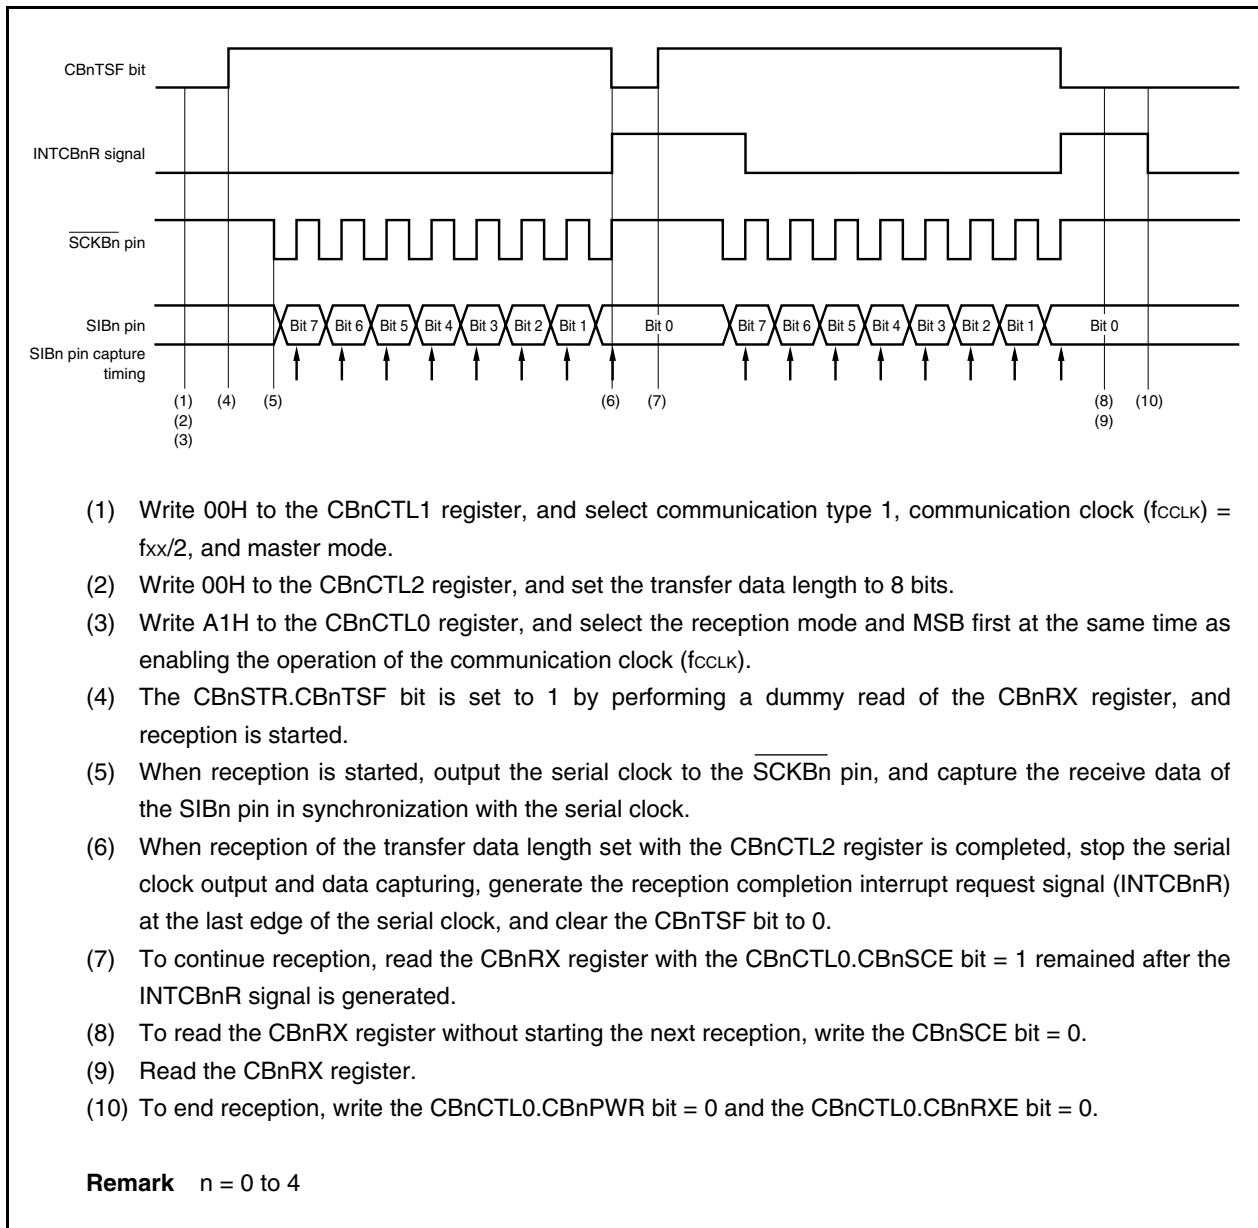 CBnTSF bit
INTCBnR signal
SCKBn pin
SIBn pin
Bit 7 Bit 6 Bit 5 Bit 4 Bit 3 Bit 2 Bit 1 Bit 0 Bit 7 Bit 6 Bit 5 Bit 4 Bit 3 Bit 2 Bit 1 Bit 0
SIBn pin capture
timing
(1) (4) (5) (6) (7) (8) (10)
(2) (9)
(3)
(1) Write 00H to the CBnCTL1 register, and select communication type 1, communication clock (fCCLK) =
fxx/2, and master mode.
(2) Write 00H to the CBnCTL2 register, and set the transfer data length to 8 bits.
(3) Write A1H to the CBnCTL0 register, and select the reception mode and MSB first at the same time as
enabling the operation of the communication clock (fCCLK).
(4) The CBnSTR.CBnTSF bit is set to 1 by performing a dummy read of the CBnRX register, and
reception is started.
(5) When reception is started, output the serial clock to the SCKBn pin, and capture the receive data of
the SIBn pin in synchronization with the serial clock.
(6) When reception of the transfer data length set with the CBnCTL2 register is completed, stop the serial
clock output and data capturing, generate the reception completion interrupt request signal (INTCBnR)
at the last edge of the serial clock, and clear the CBnTSF bit to 0.
(7) To continue reception, read the CBnRX register with the CBnCTL0.CBnSCE bit = 1 remained after the
INTCBnR signal is generated.
(8) To read the CBnRX register without starting the next reception, write the CBnSCE bit = 0.
(9) Read the CBnRX register.
(10) To end reception, write the CBnCTL0.CBnPWR bit = 0 and the CBnCTL0.CBnRXE bit = 0.
Remark n = 0 to 4